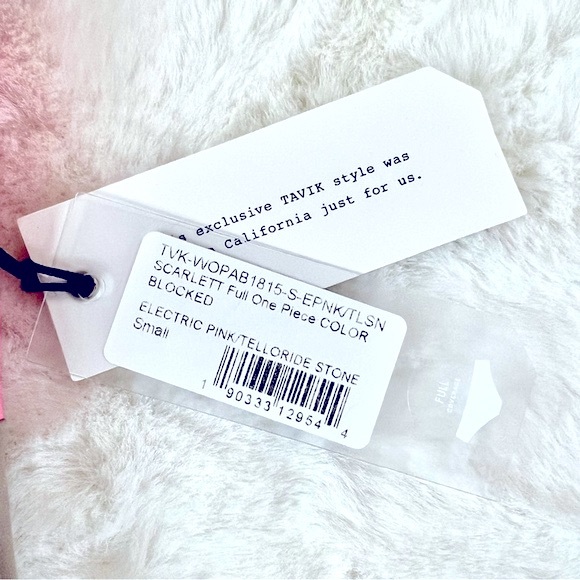 exclusive TAVIK style was
California just for us.
TVK-WOPAB1815-S-EPNK/TLSN
SCARLETT Full One Piece COLOR
BLOCKED
ELECTRIC PINK/TELLORIDE STONE
Small
1 90333 12954 4
PULL